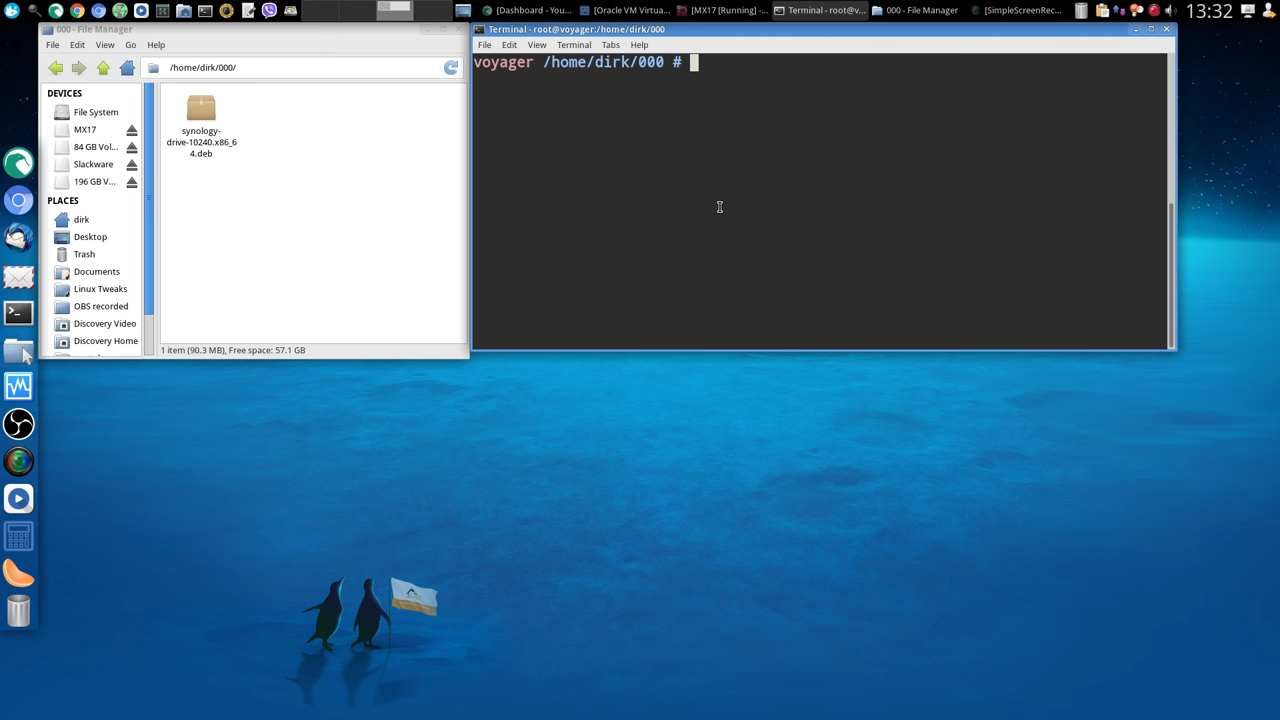 [Dashboard - You...
[Oracle VM Virtua...
[MX17 [Running] -...
Terminal - root@v...
000 - File Manager
[SimpleScreenRec...
13:32
000 - File Manager
File Edit View Go Help
/home/dirk/000/
DEVICES
File System
MX17
84 GB Vol...
Slackware
196 GB V...
PLACES
dirk
Desktop
Trash
Documents
Linux Tweaks
OBS recorded
Discovery Video
Discovery Home
synology-
drive-10240.x86_6
4.deb
1 item (90.3 MB), Free space: 57.1 GB
Terminal - root@voyager:/home/dirk/000
File Edit View Terminal Tabs Help
voyager /home/dirk/000 #